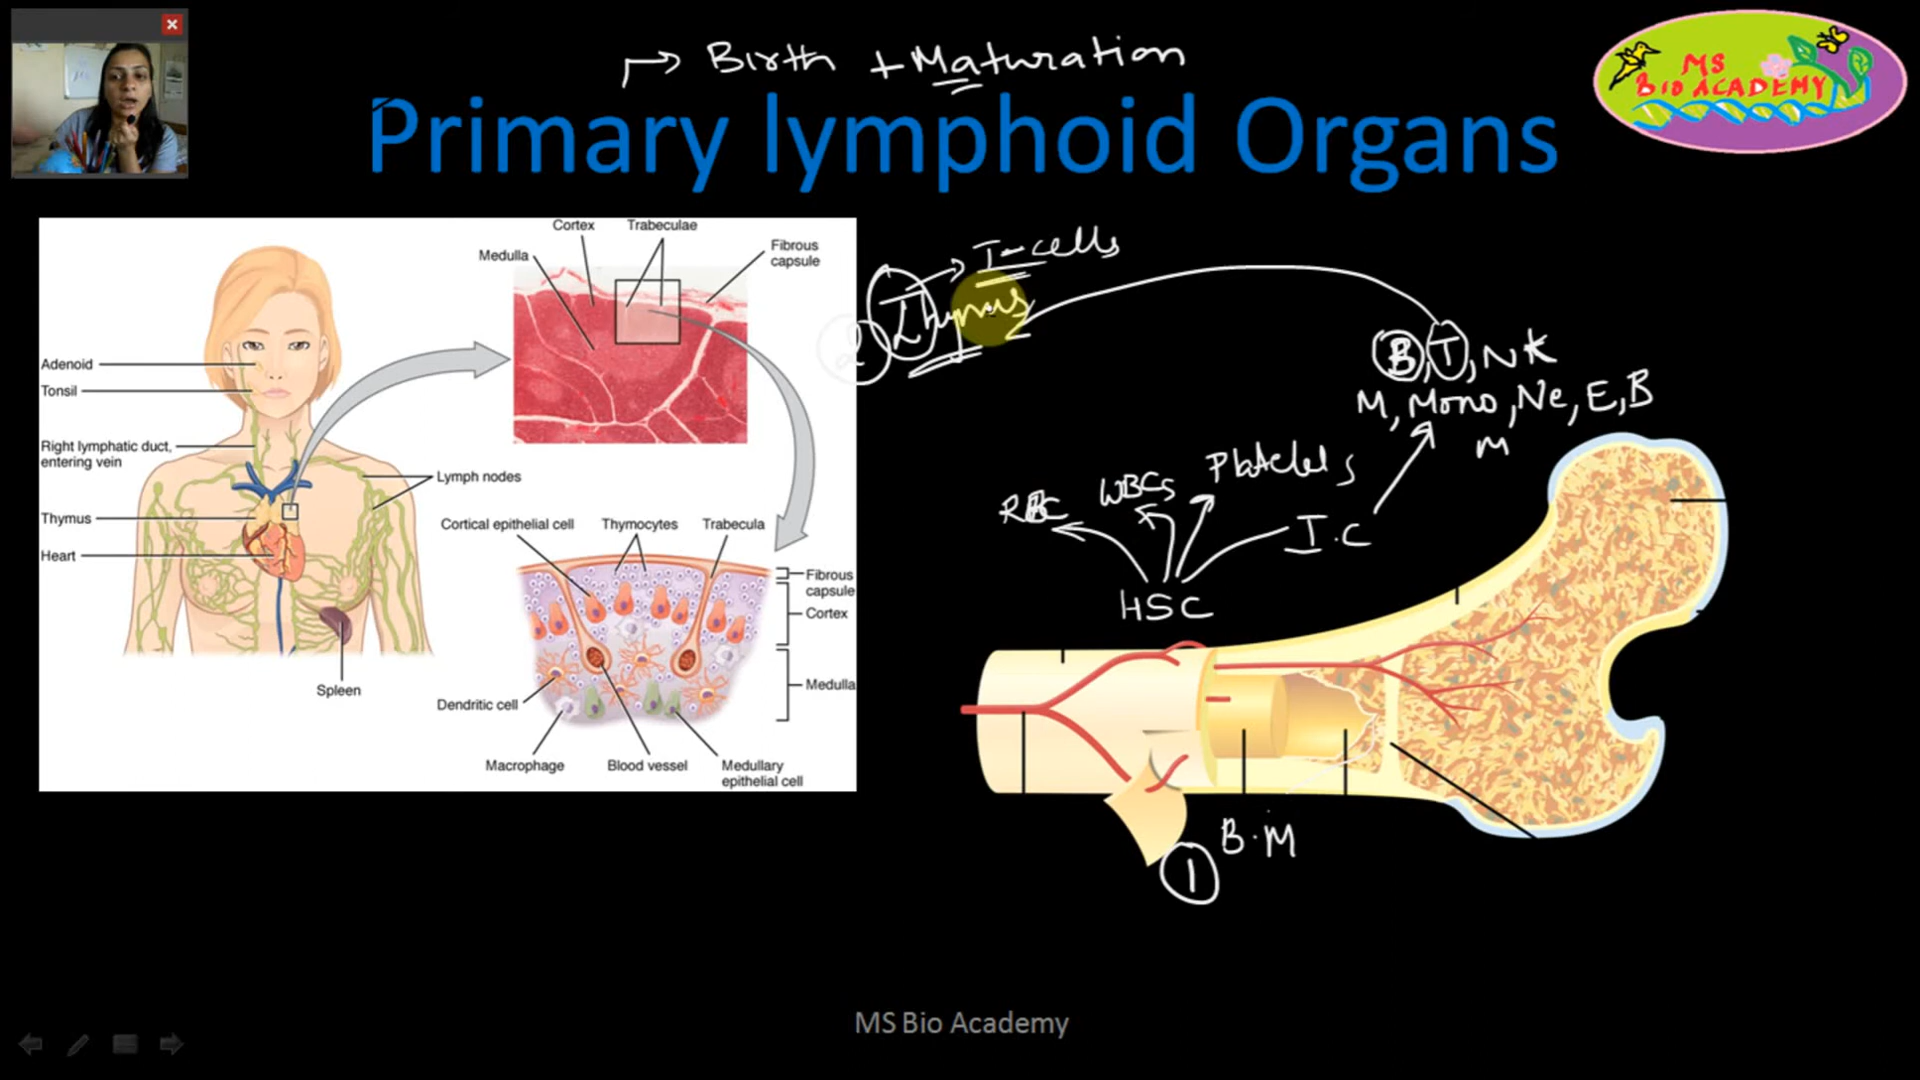 Birth + Maturation
Primary lymphoid Organs
MS
BIO ACADEMY
Cortex
Trabeculae
Medulla
Fibrous
capsule
Adenoid
Tonsil
Right lymphatic duct,
entering vein
Thymus
Heart
Lymph nodes
Spleen
Cortical epithelial cell
Thymocytes
Trabecula
Fibrous
capsule
Cortex
Medulla
Dendritic cell
Macrophage
Blood vessel
Medullary
epithelial cell
T-cells
2 Thymus
B, T, NK
M, Mono, Ne, E, B
M
RBC
WBCs
Platelets
I.C
HSC
B.M
1
MS Bio Academy